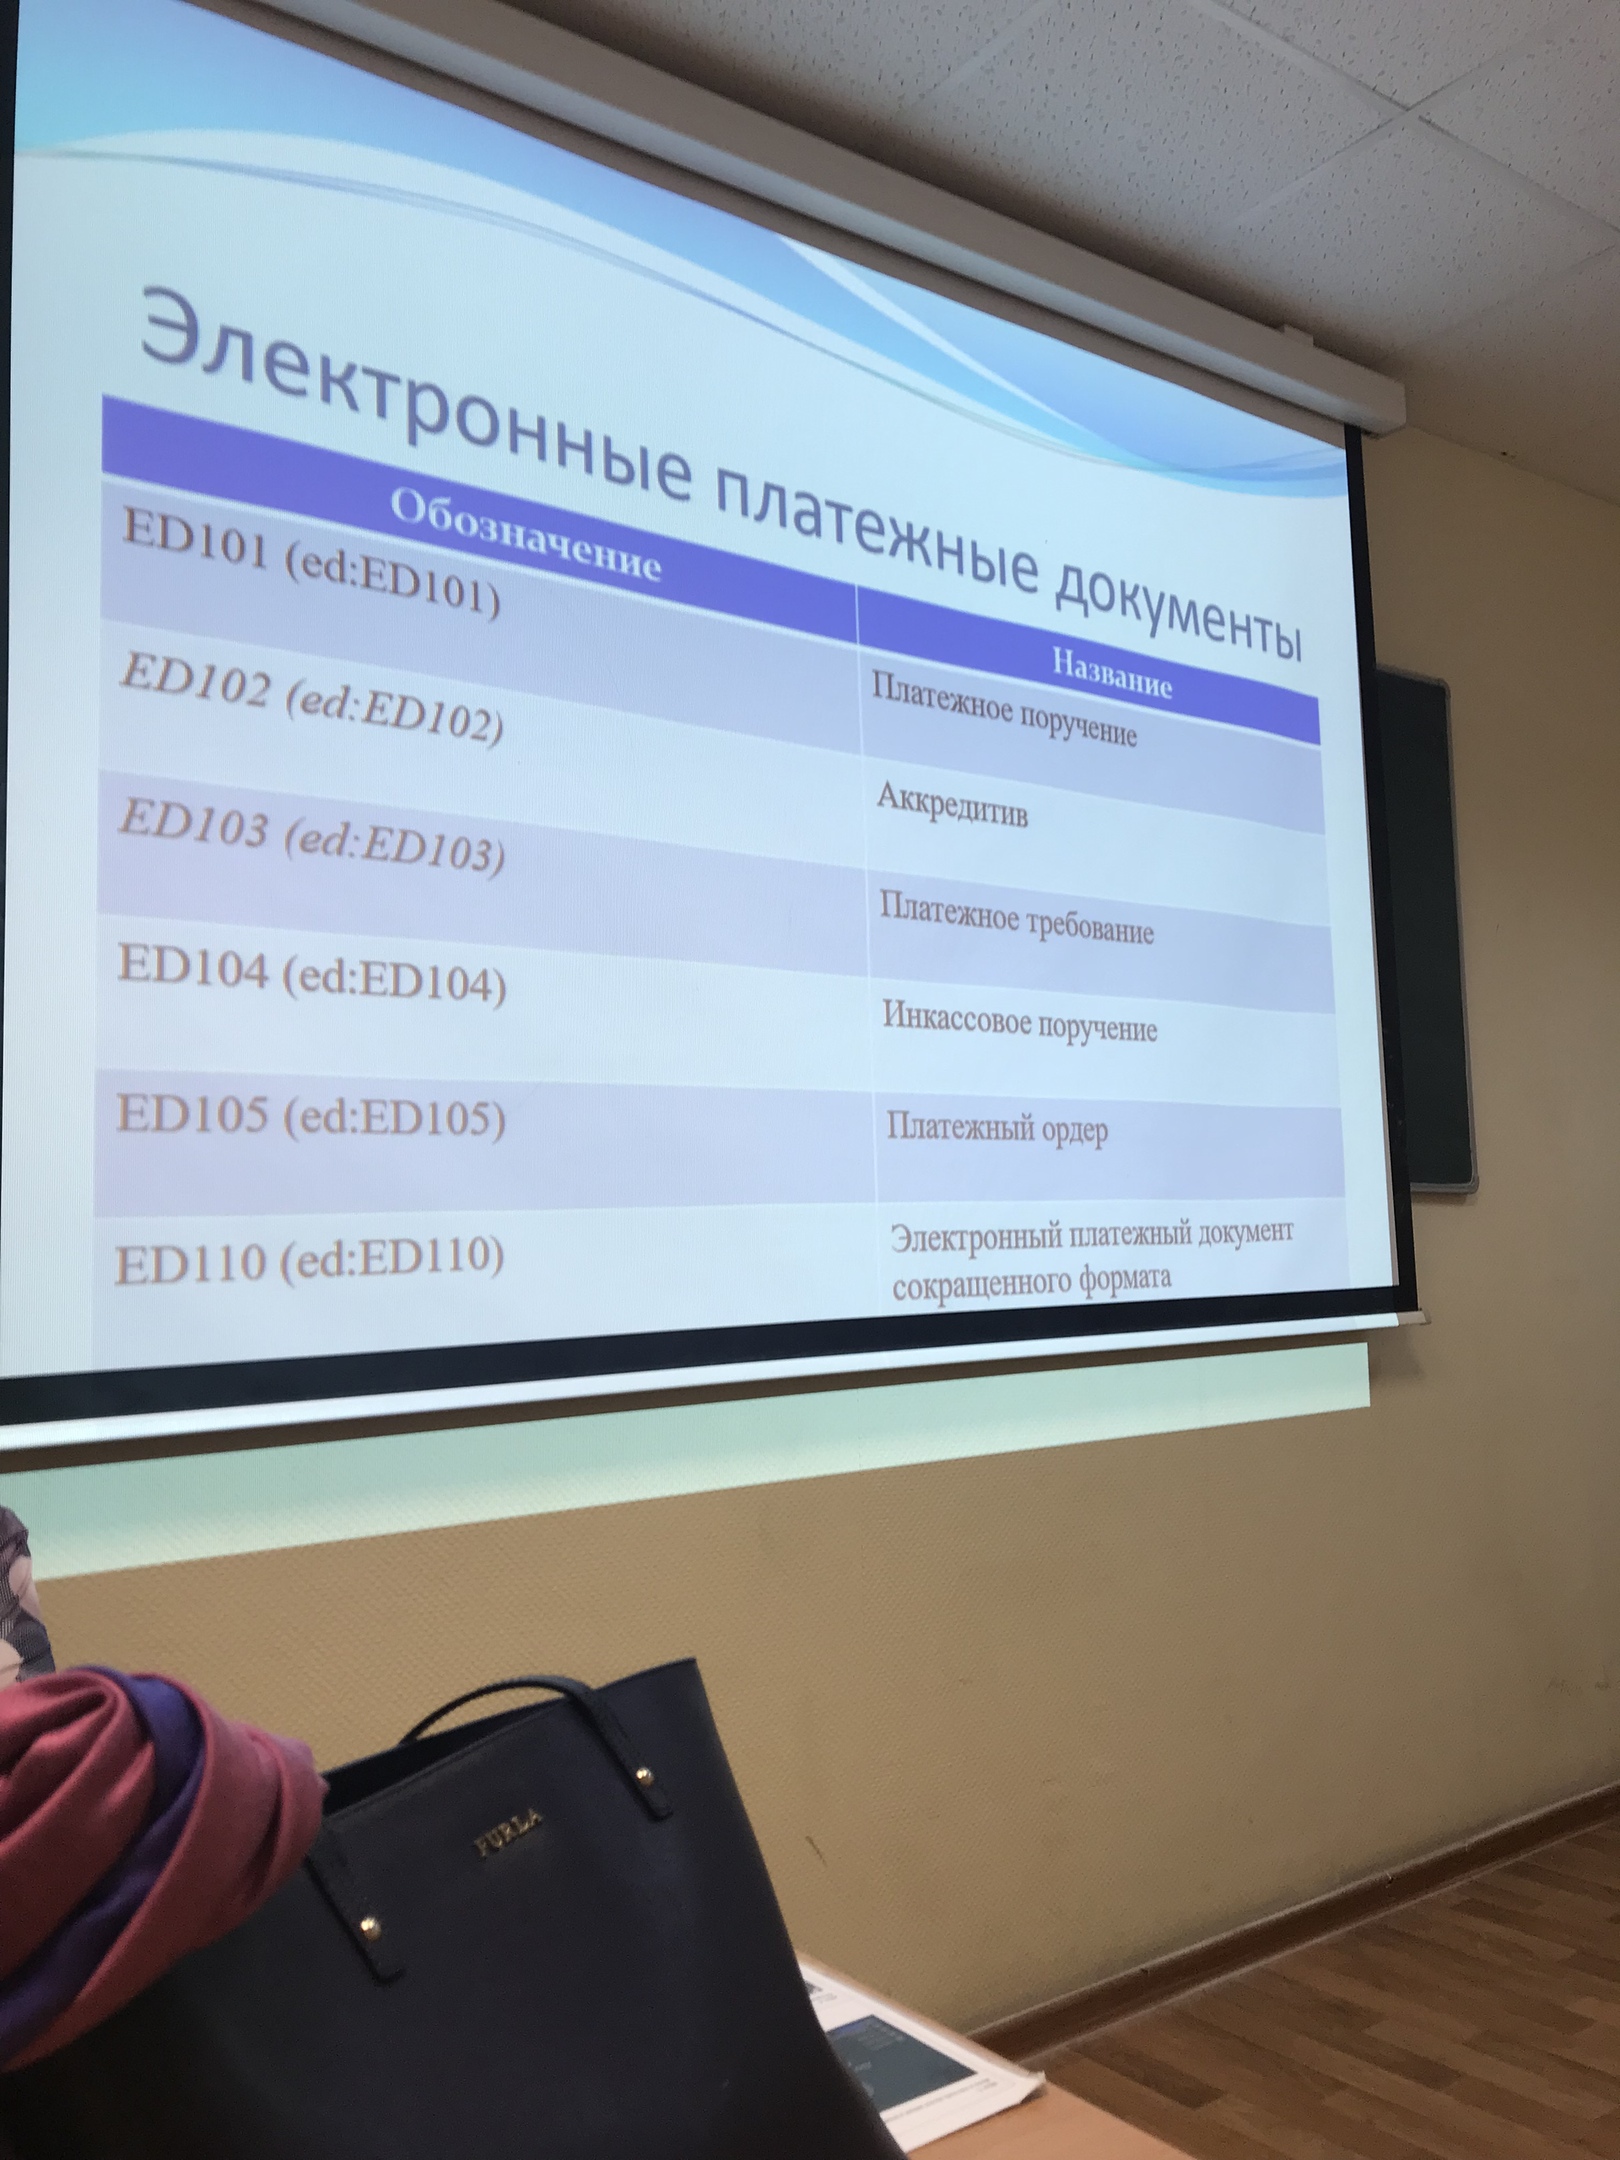 Электронные платежные документы
Обозначение Название
ED101 (ed:ED101) Платежное поручение
ED102 (ed:ED102) Аккредитив
ED103 (ed:ED103) Платежное требование
ED104 (ed:ED104) Инкассовое поручение
ED105 (ed:ED105) Платежный ордер
ED110 (ed:ED110) Электронный платежный документ
сокращенного формата
FURLA